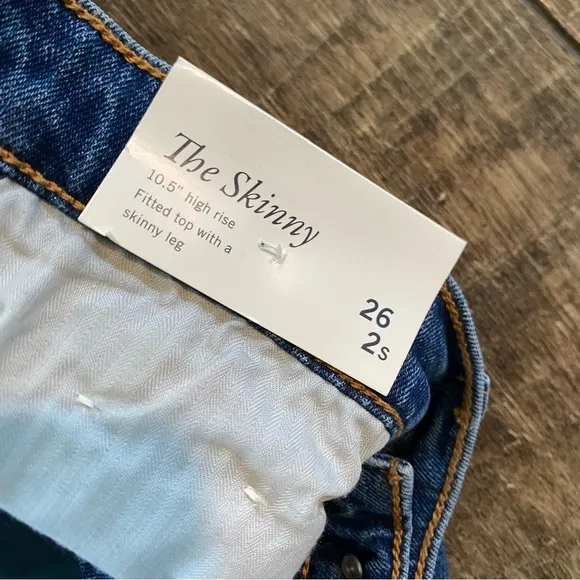 The Skinny
10.5" high rise
Fitted top with a
skinny leg
26
2s